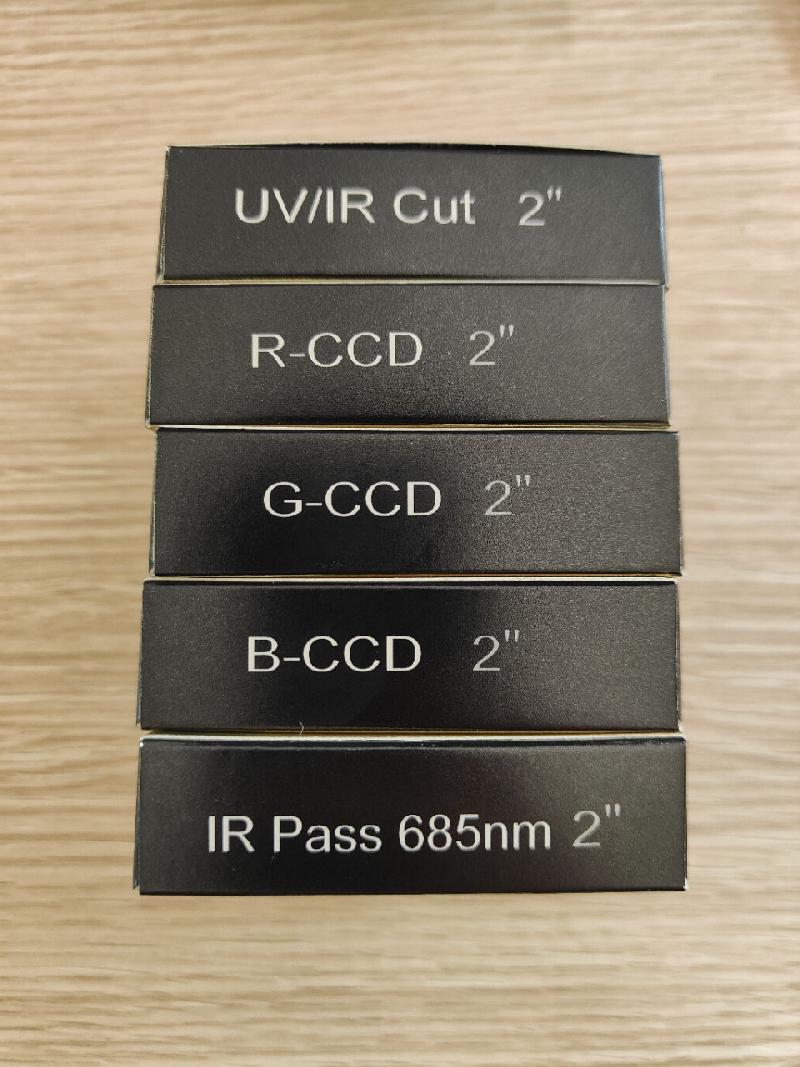 UV/IR Cut 2"
R-CCD 2"
G-CCD 2"
B-CCD 2"
IR Pass 685nm 2"